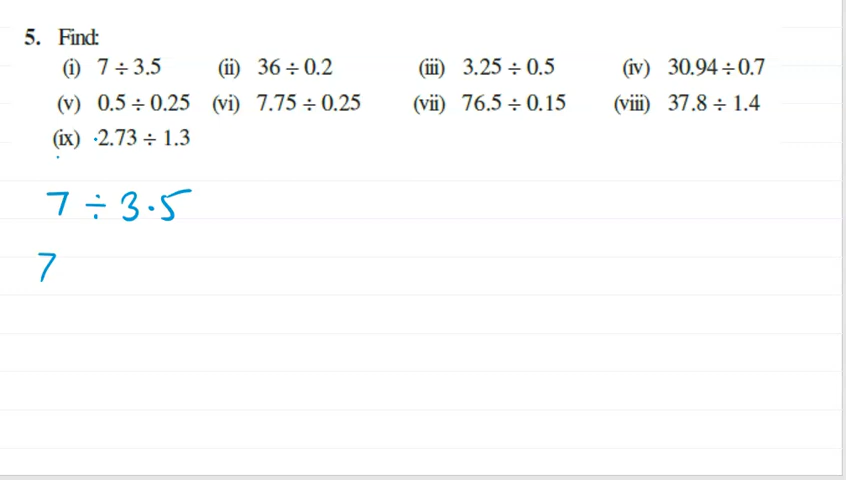 5. Find:
(i) 7 ÷ 3.5 (ii) 36 ÷ 0.2 (iii) 3.25 ÷ 0.5 (iv) 30.94 ÷ 0.7
(v) 0.5 ÷ 0.25 (vi) 7.75 ÷ 0.25 (vii) 76.5 ÷ 0.15 (viii) 37.8 ÷ 1.4
(ix) 2.73 ÷ 1.3
7 ÷ 3.5
7